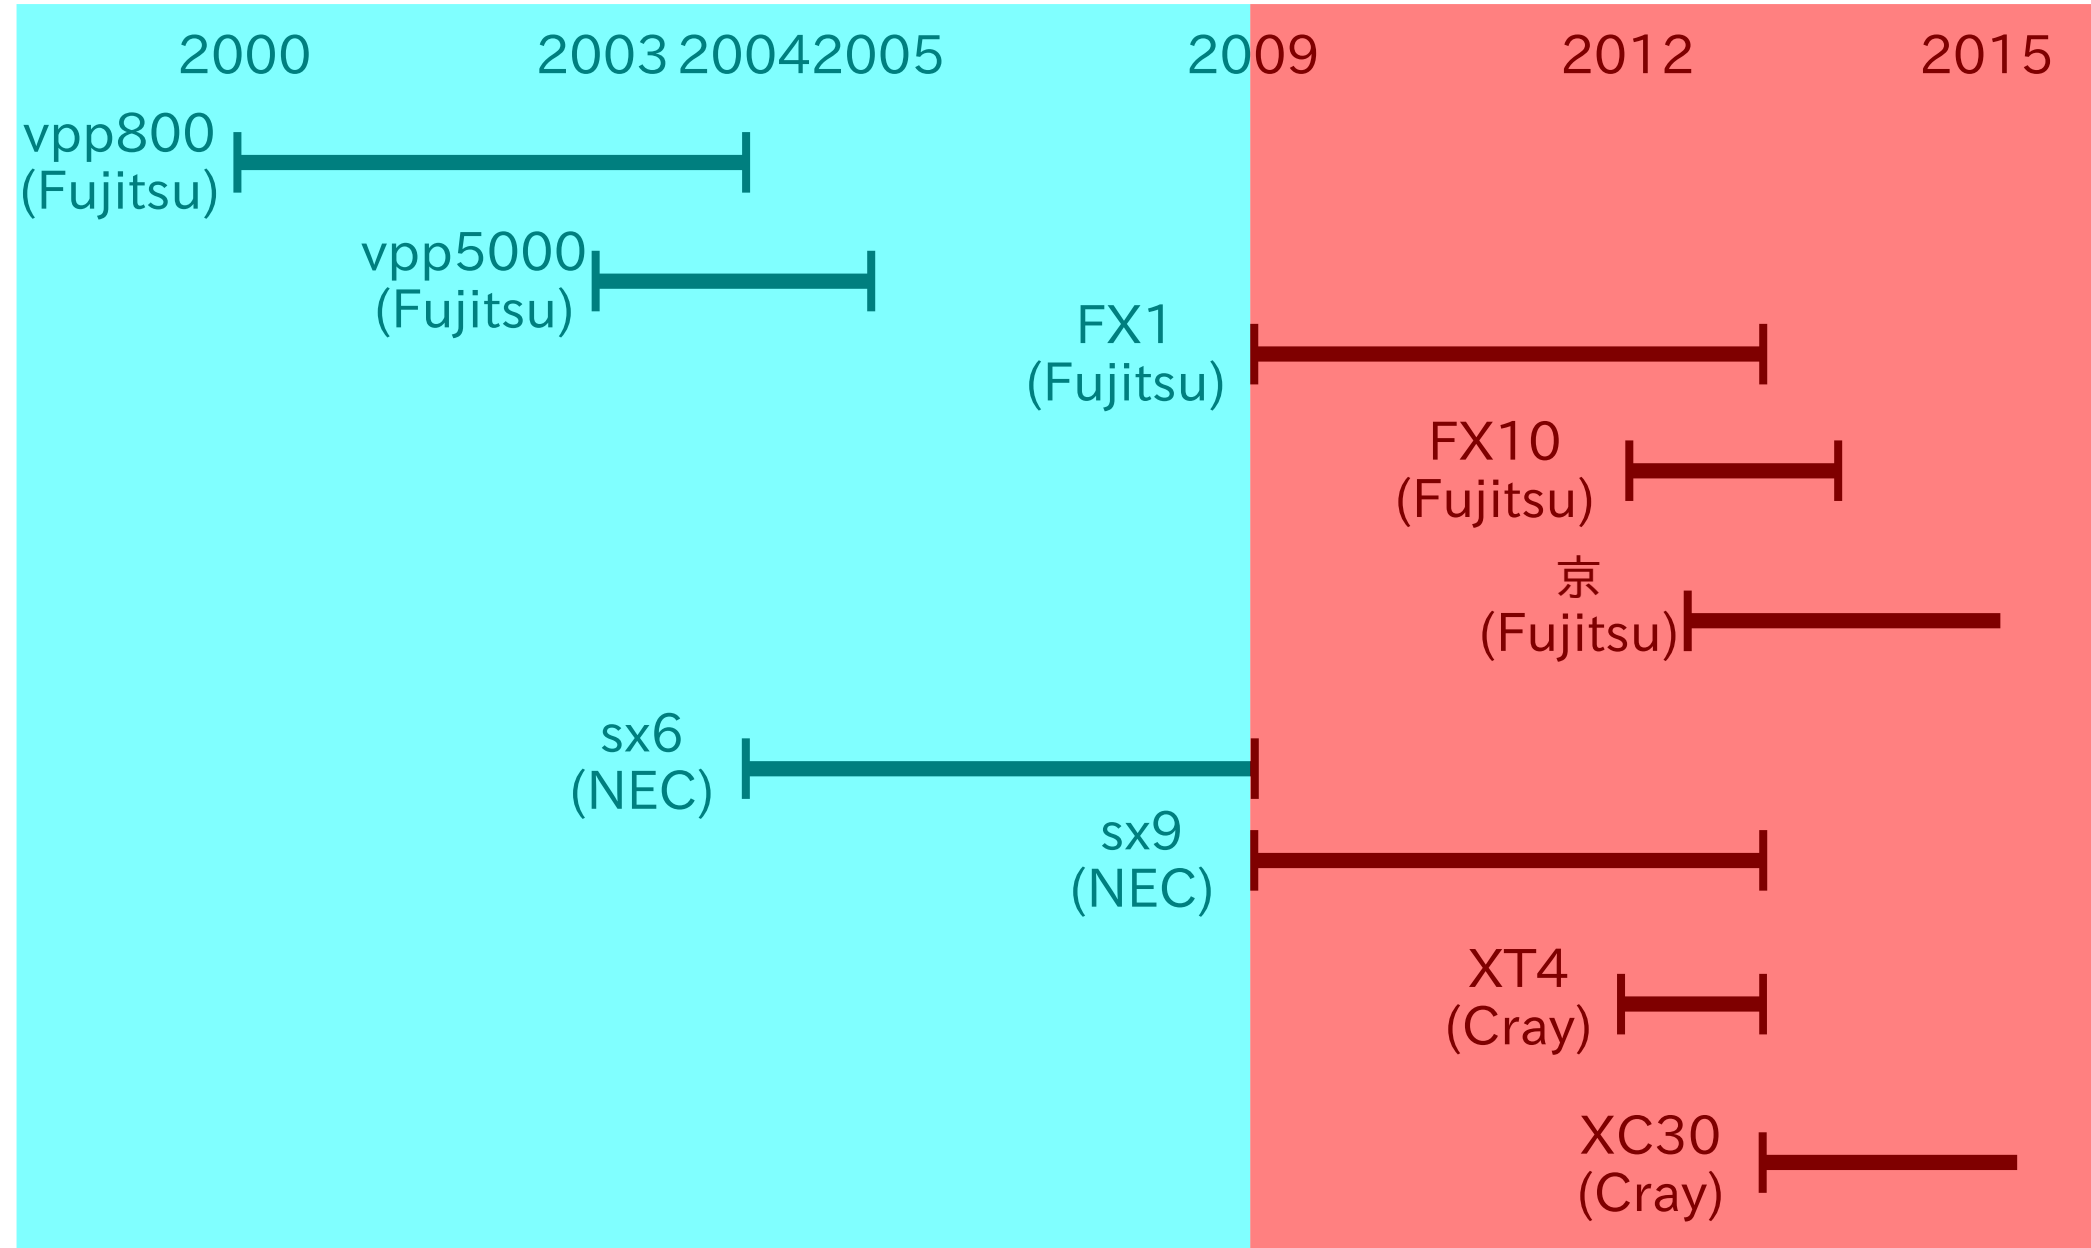 2000 2003 2004 2005 2009 2012 2015
vpp800
(Fujitsu)
vpp5000
(Fujitsu)
FX1
(Fujitsu)
FX10
(Fujitsu)
京
(Fujitsu)
sx6
(NEC)
sx9
(NEC)
XT4
(Cray)
XC30
(Cray)